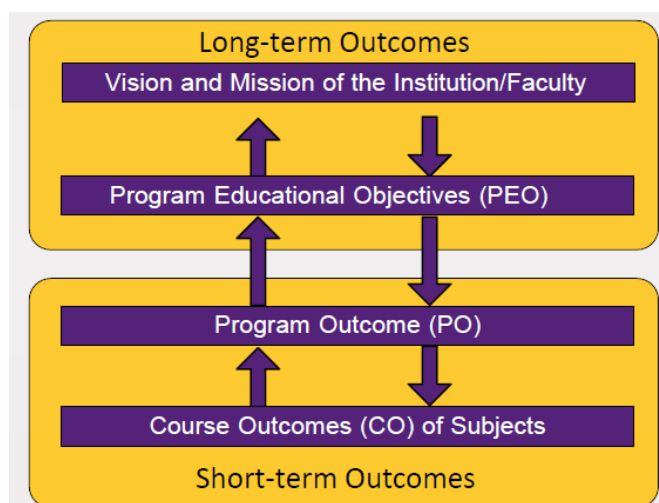 Long-term Outcomes
Vision and Mission of the Institution/Faculty
Program Educational Objectives (PEO)
Program Outcome (PO)
Course Outcomes (CO) of Subjects
Short-term Outcomes